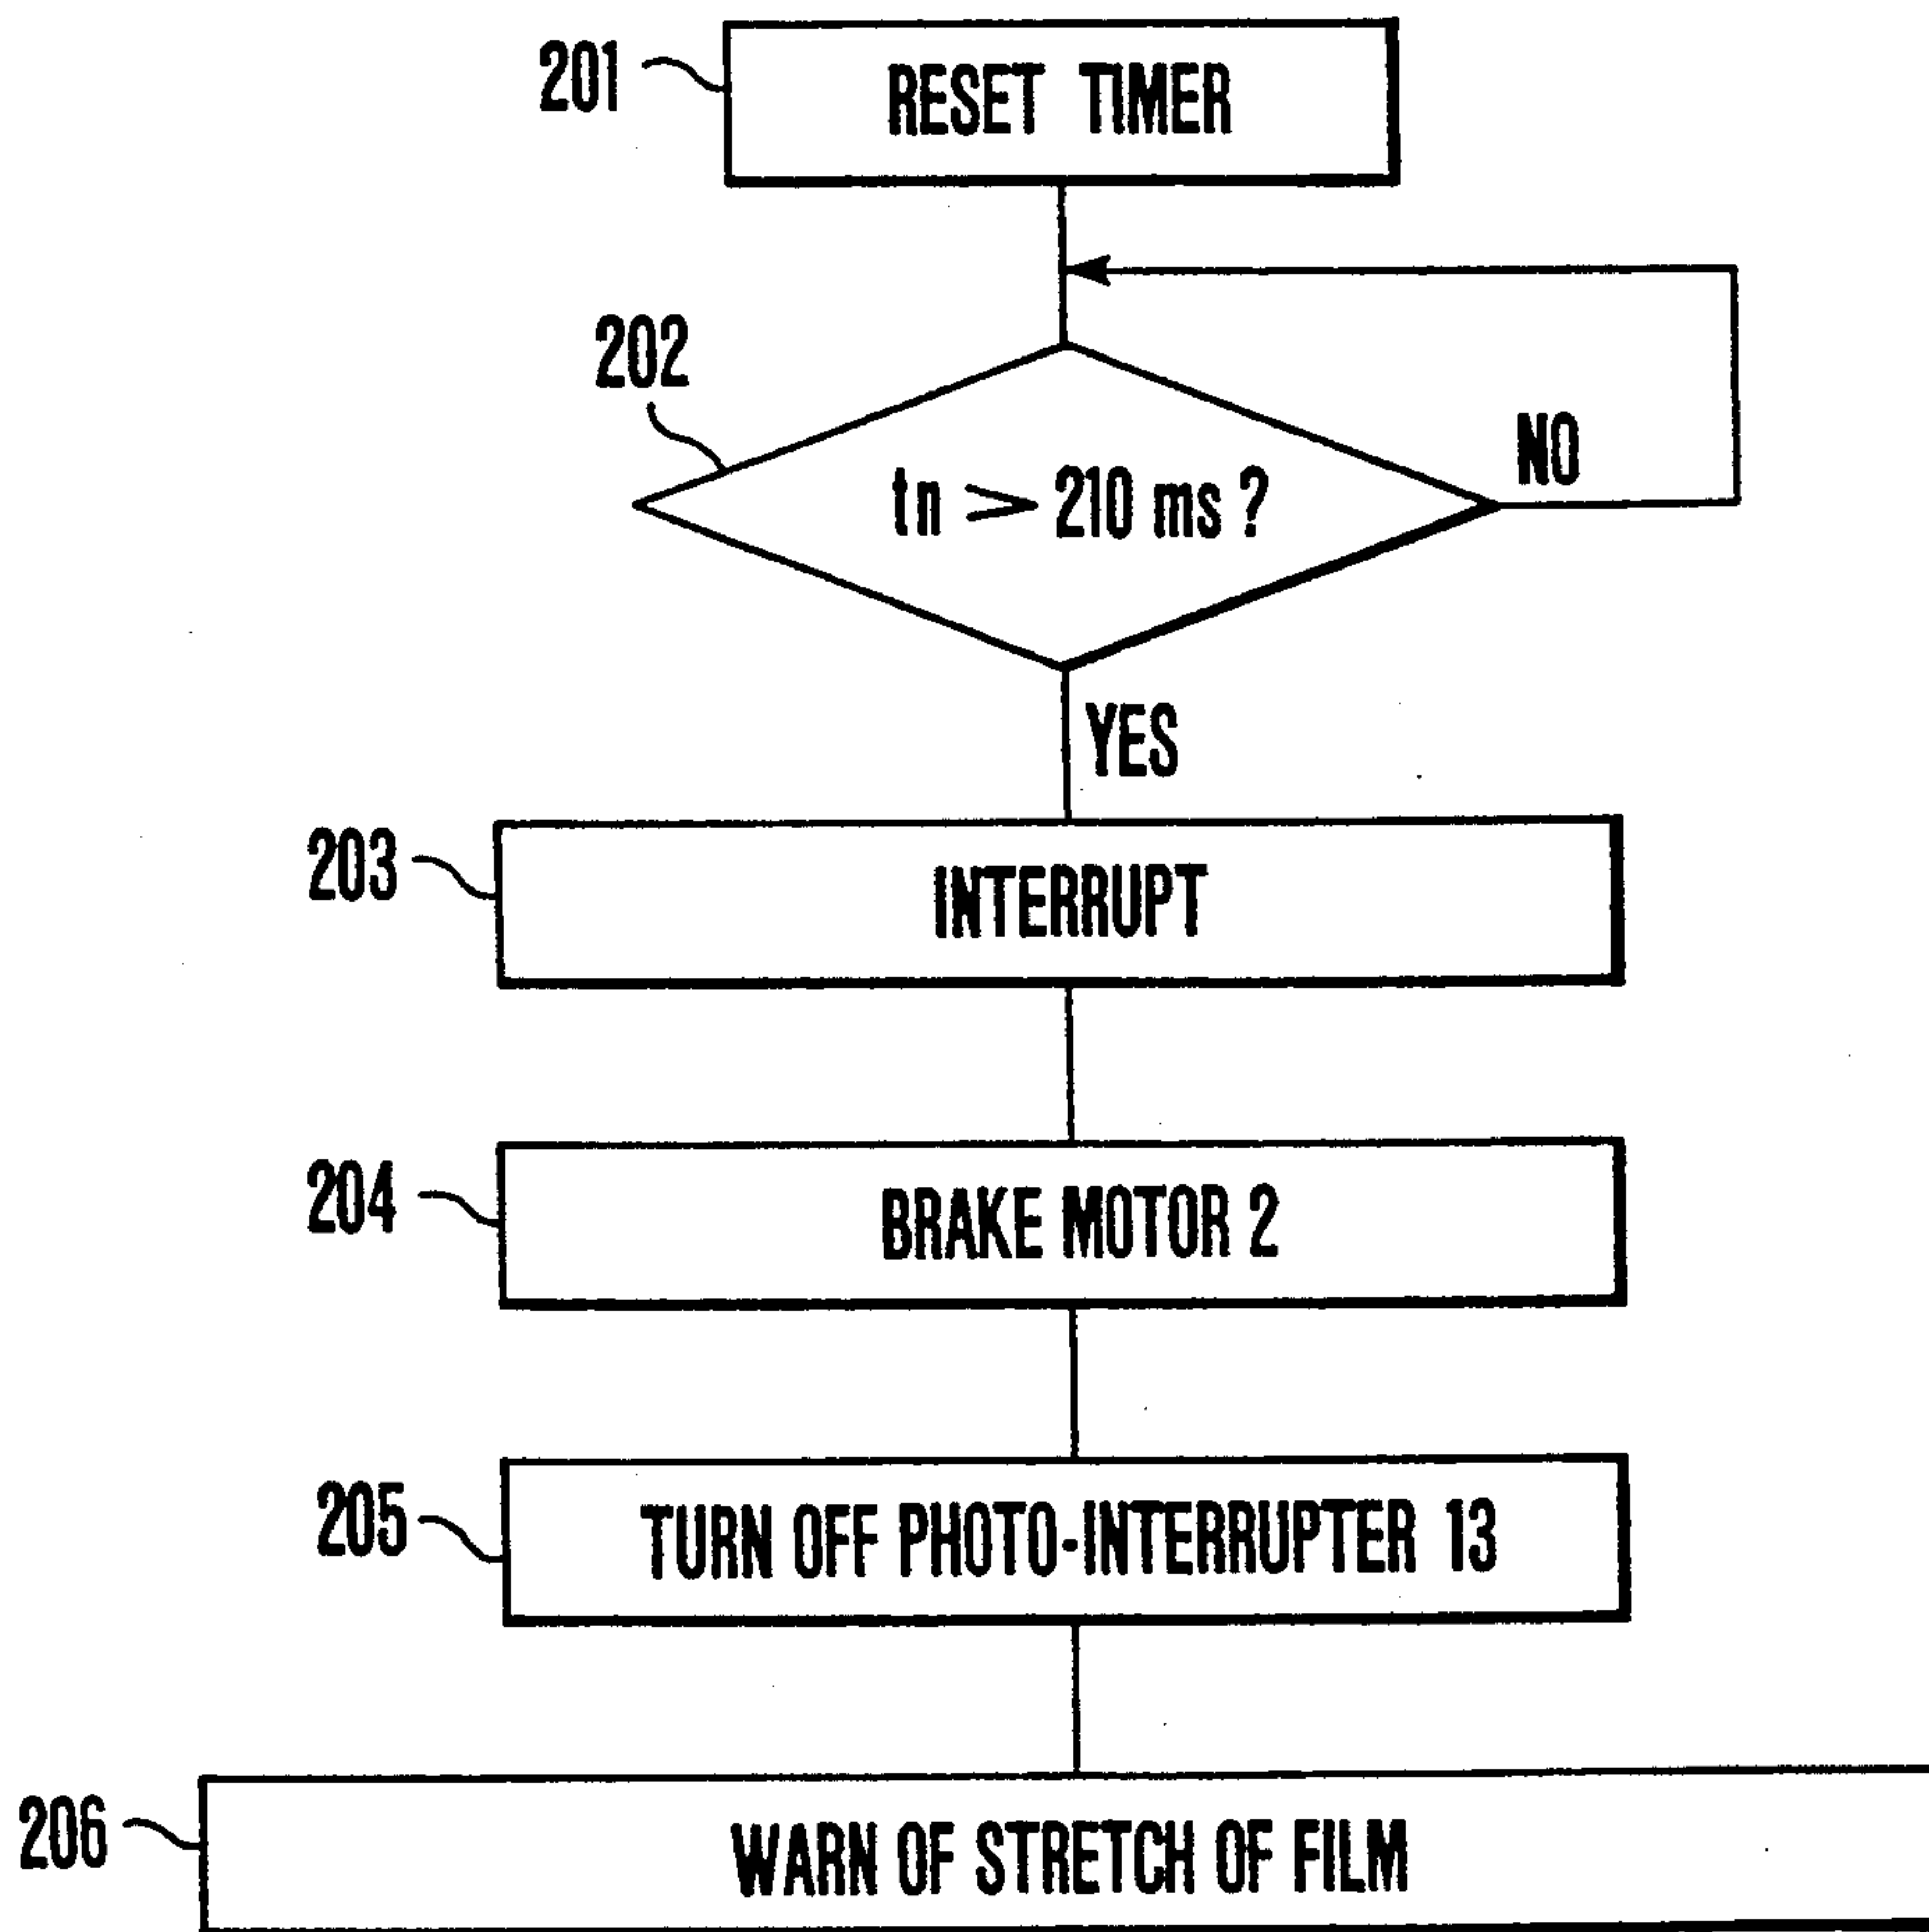 201
RESET TIMER
202
tn > 210 ms ?
NO
YES
203
INTERRUPT
204
BRAKE MOTOR 2
205
TURN OFF PHOTO-INTERRUPTER 13
206
WARN OF STRETCH OF FILM